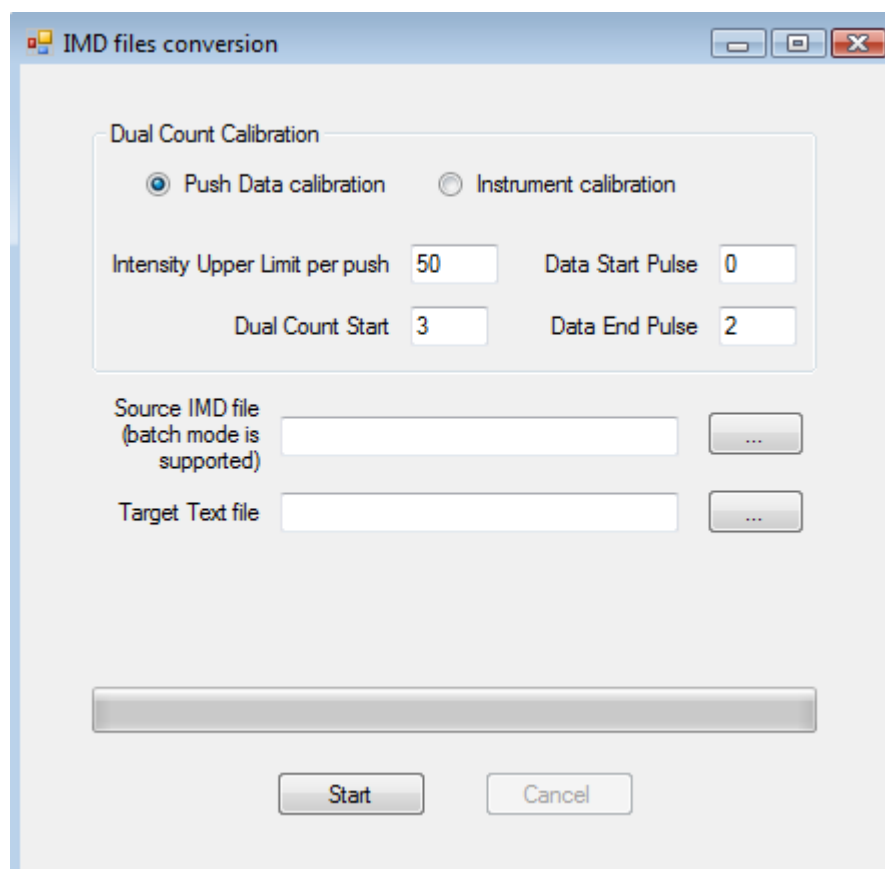 IMD files conversion
Dual Count Calibration
Push Data calibration
Instrument calibration
Intensity Upper Limit per push
50
Data Start Pulse
0
Dual Count Start
3
Data End Pulse
2
Source IMD file
(batch mode is
supported)
...
Target Text file
...
Start
Cancel